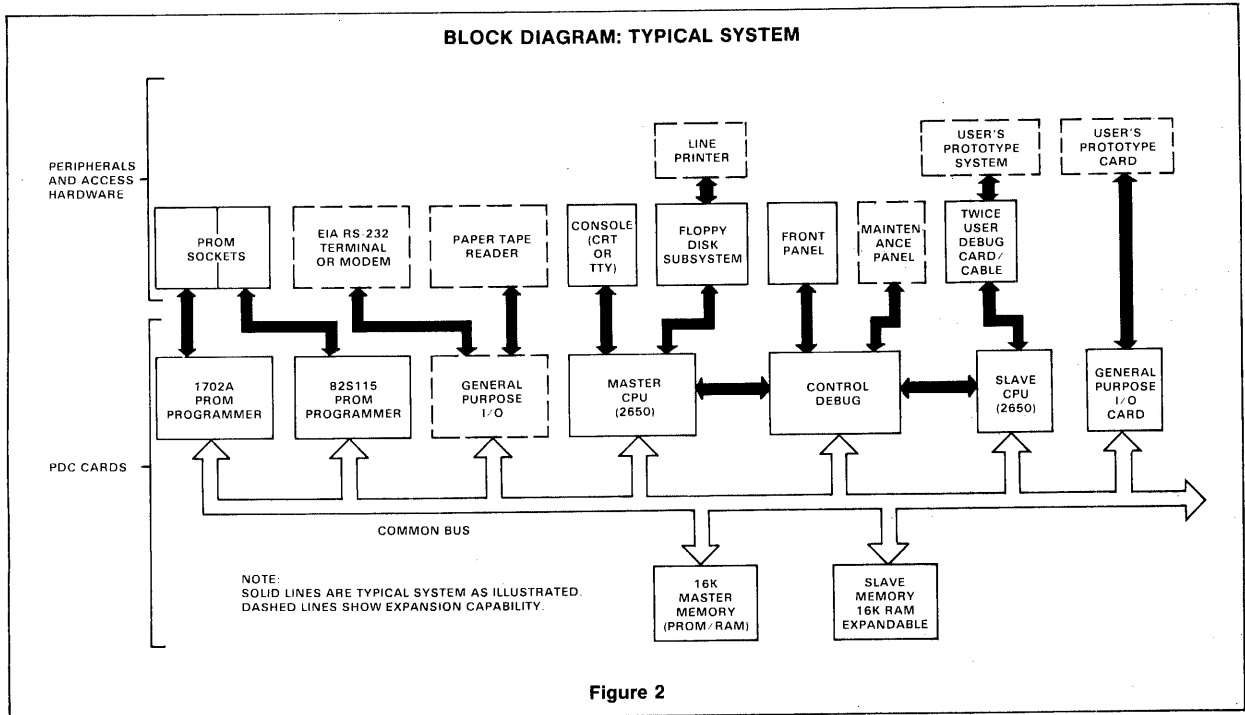 BLOCK DIAGRAM: TYPICAL SYSTEM
PERIPHERALS
AND ACCESS
HARDWARE
LINE
PRINTER
USER'S
PROTOTYPE
SYSTEM
USER'S
PROTOTYPE
CARD
PROM
SOCKETS
EIA RS-232
TERMINAL
OR MODEM
PAPER TAPE
READER
CONSOLE
(CRT
OR
TTY)
FLOPPY
DISK
SUBSYSTEM
FRONT
PANEL
MAINTEN
ANCE
PANEL
TWICE
USER
DEBUG
CARD/
CABLE
PDC CARDS
1702A
PROM
PROGRAMMER
82S115
PROM
PROGRAMMER
GENERAL
PURPOSE
I/O
MASTER
CPU
(2650)
CONTROL
DEBUG
SLAVE
CPU
(2650)
GENERAL
PURPOSE
I/O
CARD
COMMON BUS
NOTE:
SOLID LINES ARE TYPICAL SYSTEM AS ILLUSTRATED.
DASHED LINES SHOW EXPANSION CAPABILITY.
16K
MASTER
MEMORY
(PROM/RAM)
SLAVE
MEMORY
16K RAM
EXPANDABLE
Figure 2